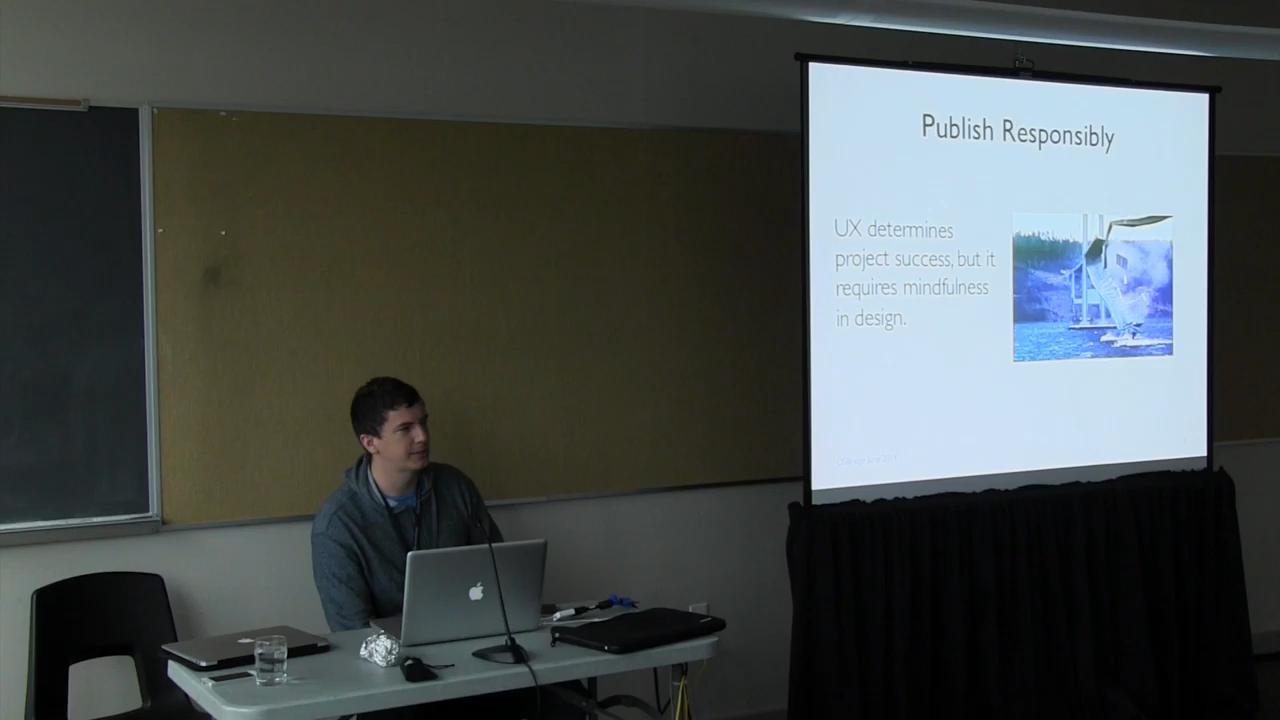 Publish Responsibly
UX determines
project success, but it
requires mindfulness
in design.